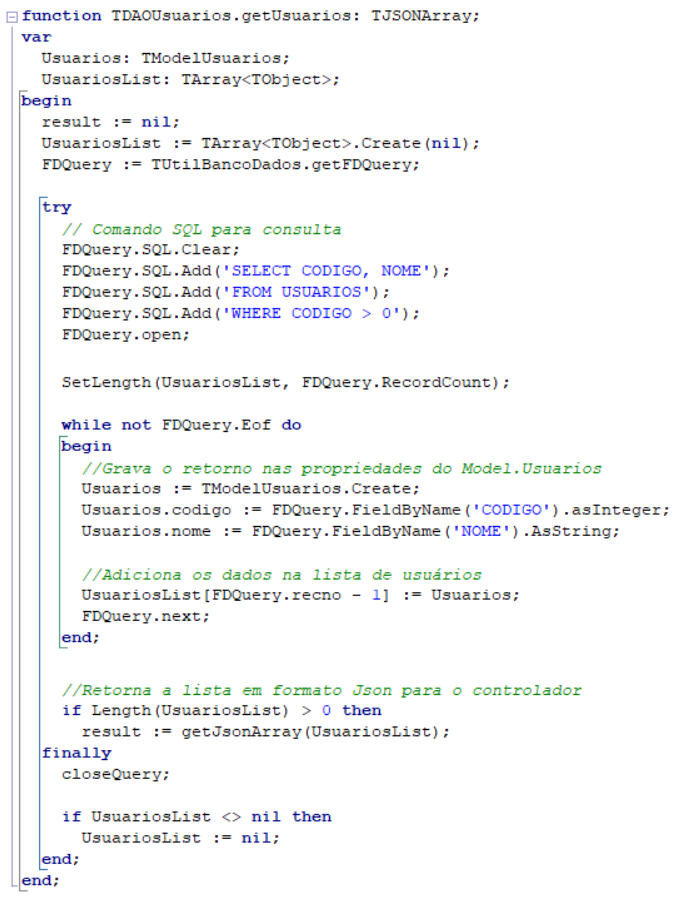 function TDAOUsuarios.getUsuarios: TJSONArray;
var
  Usuarios: TModelUsuarios;
  UsuariosList: TArray<TObject>;
begin
  result := nil;
  UsuariosList := TArray<TObject>.Create(nil);
  FDQuery := TUtilBancoDados.getFDQuery;
  try
    // Comando SQL para consulta
    FDQuery.SQL.Clear;
    FDQuery.SQL.Add('SELECT CODIGO, NOME');
    FDQuery.SQL.Add('FROM USUARIOS');
    FDQuery.SQL.Add('WHERE CODIGO > 0');
    FDQuery.open;
    SetLength(UsuariosList, FDQuery.RecordCount);
    while not FDQuery.Eof do
    begin
      //Grava o retorno nas propriedades do Model.Usuarios
      Usuarios := TModelUsuarios.Create;
      Usuarios.codigo := FDQuery.FieldByName('CODIGO').asInteger;
      Usuarios.nome := FDQuery.FieldByName('NOME').AsString;
      //Adiciona os dados na lista de usuários
      UsuariosList[FDQuery.recno - 1] := Usuarios;
      FDQuery.next;
    end;
    //Retorna a lista em formato Json para o controlador
    if Length(UsuariosList) > 0 then
      result := getJsonArray(UsuariosList);
  finally
    closeQuery;
    if UsuariosList <> nil then
      UsuariosList := nil;
  end;
end;